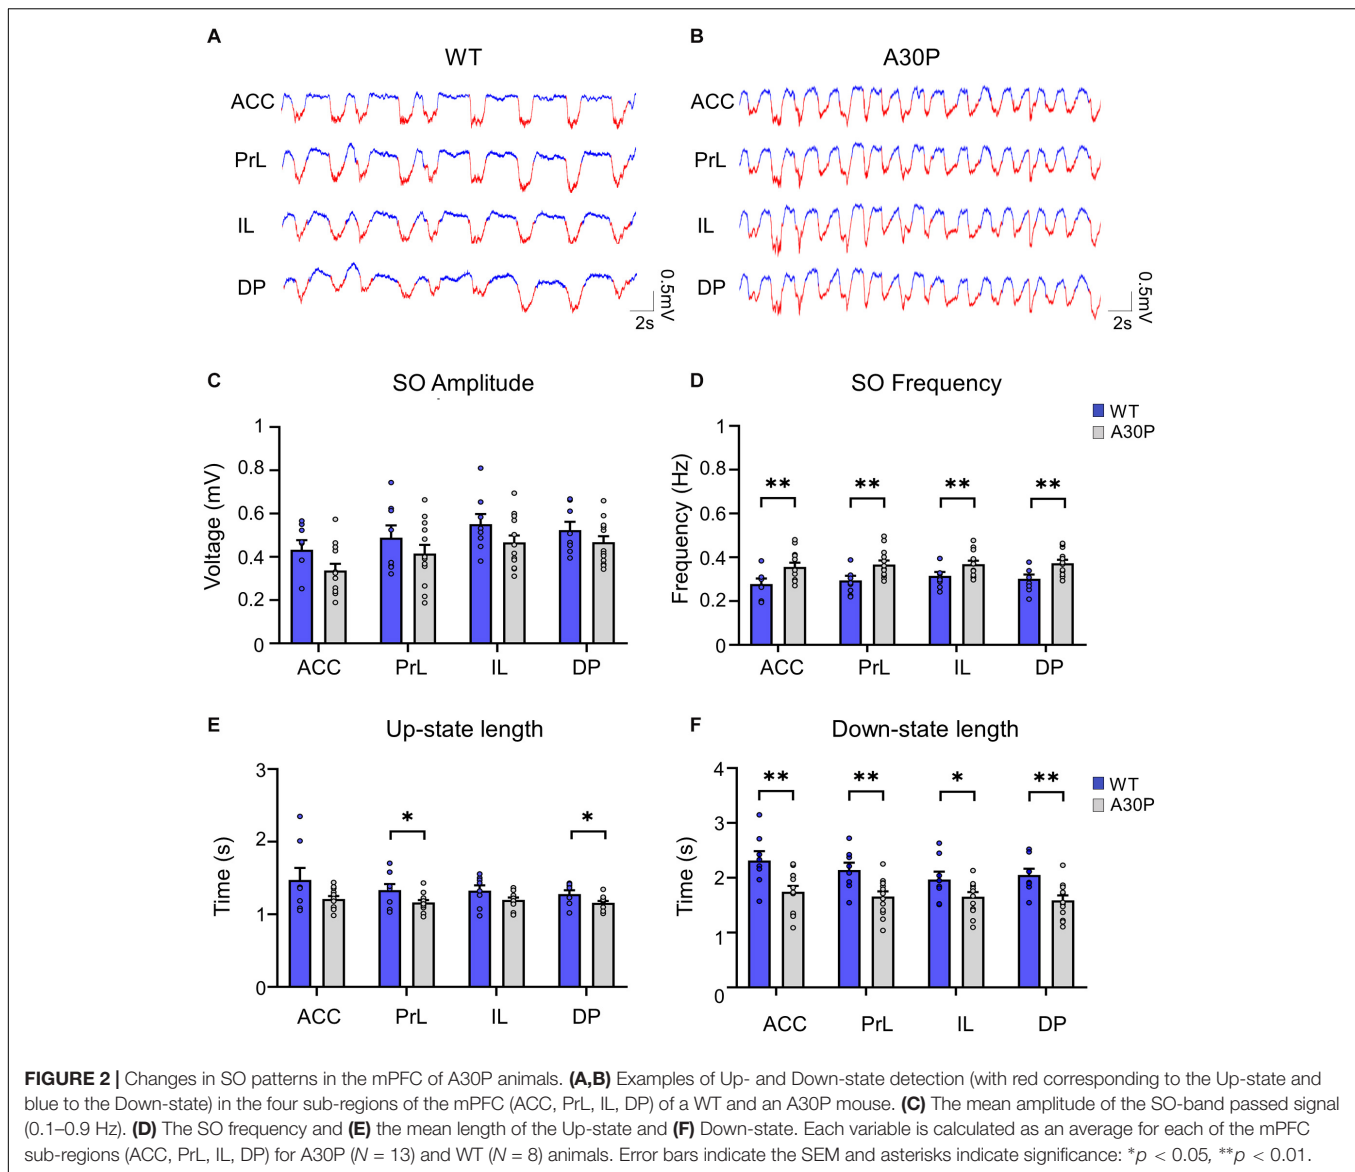 A
WT
ACC
PrL
IL
DP
0.5mV
2s
B
A30P
ACC
PrL
IL
DP
0.5mV
2s
C
SO Amplitude
Voltage (mV)
1
0.8
0.6
0.4
0.2
0
ACC PrL IL DP
D
SO Frequency
WT
A30P
Frequency (Hz)
1
0.8
0.6
0.4
0.2
0
** ** ** **
ACC PrL IL DP
E
Up-state length
Time (s)
3
2
1
0
* *
ACC PrL IL DP
F
Down-state length
WT
A30P
Time (s)
4
3
2
1
0
** ** * **
ACC PrL IL DP
FIGURE 2 | Changes in SO patterns in the mPFC of A30P animals. (A,B) Examples of Up- and Down-state detection (with red corresponding to the Up-state and
blue to the Down-state) in the four sub-regions of the mPFC (ACC, PrL, IL, DP) of a WT and an A30P mouse. (C) The mean amplitude of the SO-band passed signal
(0.1–0.9 Hz). (D) The SO frequency and (E) the mean length of the Up-state and (F) Down-state. Each variable is calculated as an average for each of the mPFC
sub-regions (ACC, PrL, IL, DP) for A30P (N = 13) and WT (N = 8) animals. Error bars indicate the SEM and asterisks indicate significance: *p < 0.05, **p < 0.01.